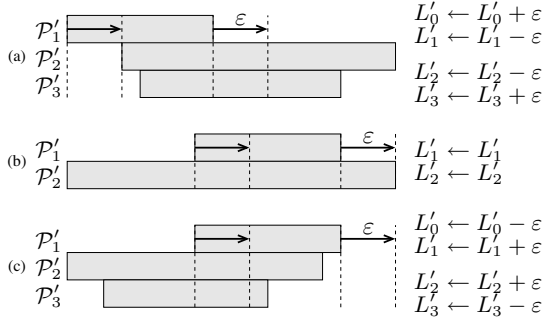 𝒫′₁ ε L′₀ ← L′₀ + ε
L′₁ ← L′₁ − ε
(a) 𝒫′₂ L′₂ ← L′₂ − ε
𝒫′₃ L′₃ ← L′₃ + ε
𝒫′₁ ε L′₁ ← L′₁
(b) 𝒫′₂ L′₂ ← L′₂
𝒫′₁ ε L′₀ ← L′₀ − ε
L′₁ ← L′₁ + ε
(c) 𝒫′₂ L′₂ ← L′₂ + ε
𝒫′₃ L′₃ ← L′₃ − ε